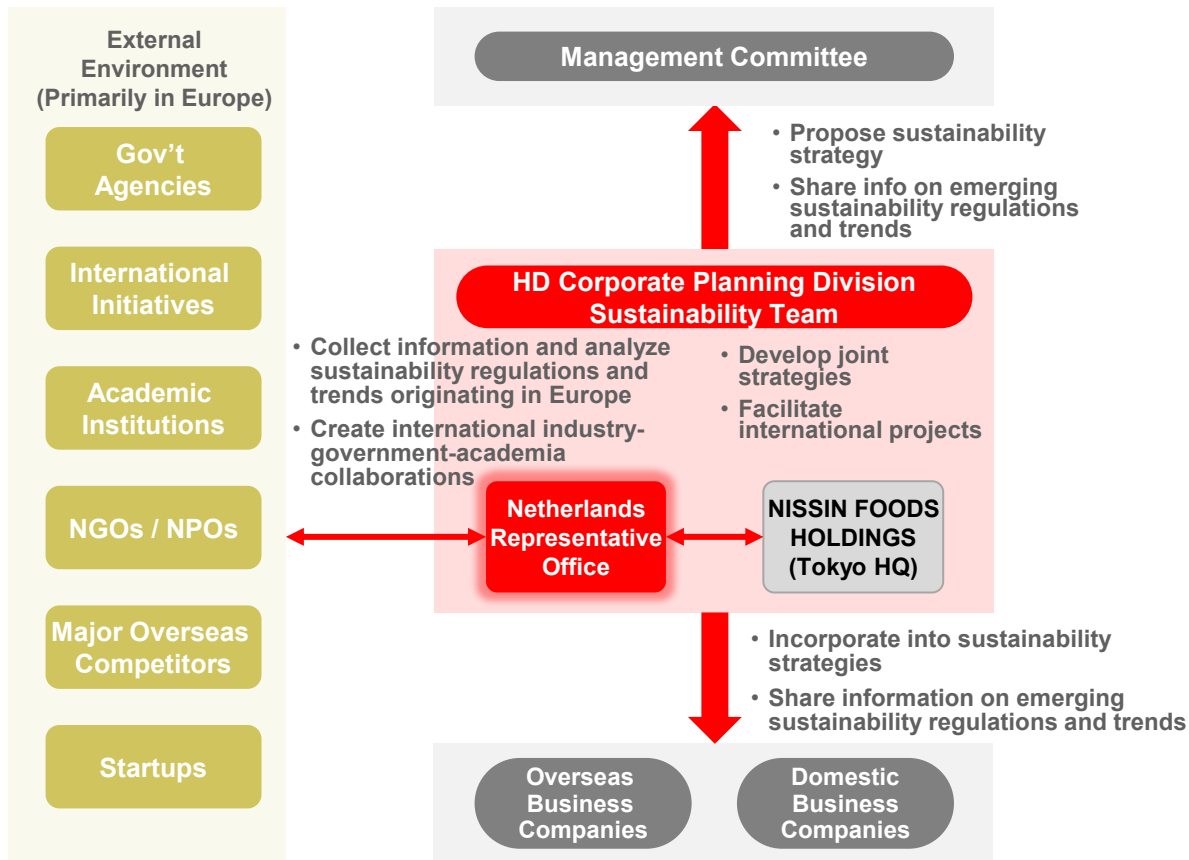 External
Environment
(Primarily in Europe)
Gov't
Agencies
International
Initiatives
Academic
Institutions
NGOs / NPOs
Major Overseas
Competitors
Startups
Management Committee
• Propose sustainability
strategy
• Share info on emerging
sustainability regulations
and trends
HD Corporate Planning Division
Sustainability Team
• Collect information and analyze
sustainability regulations and
trends originating in Europe
• Create international industry-
government-academia
collaborations
• Develop joint
strategies
• Facilitate
international projects
Netherlands
Representative
Office
NISSIN FOODS
HOLDINGS
(Tokyo HQ)
• Incorporate into sustainability
strategies
• Share information on emerging
sustainability regulations and trends
Overseas
Business
Companies
Domestic
Business
Companies